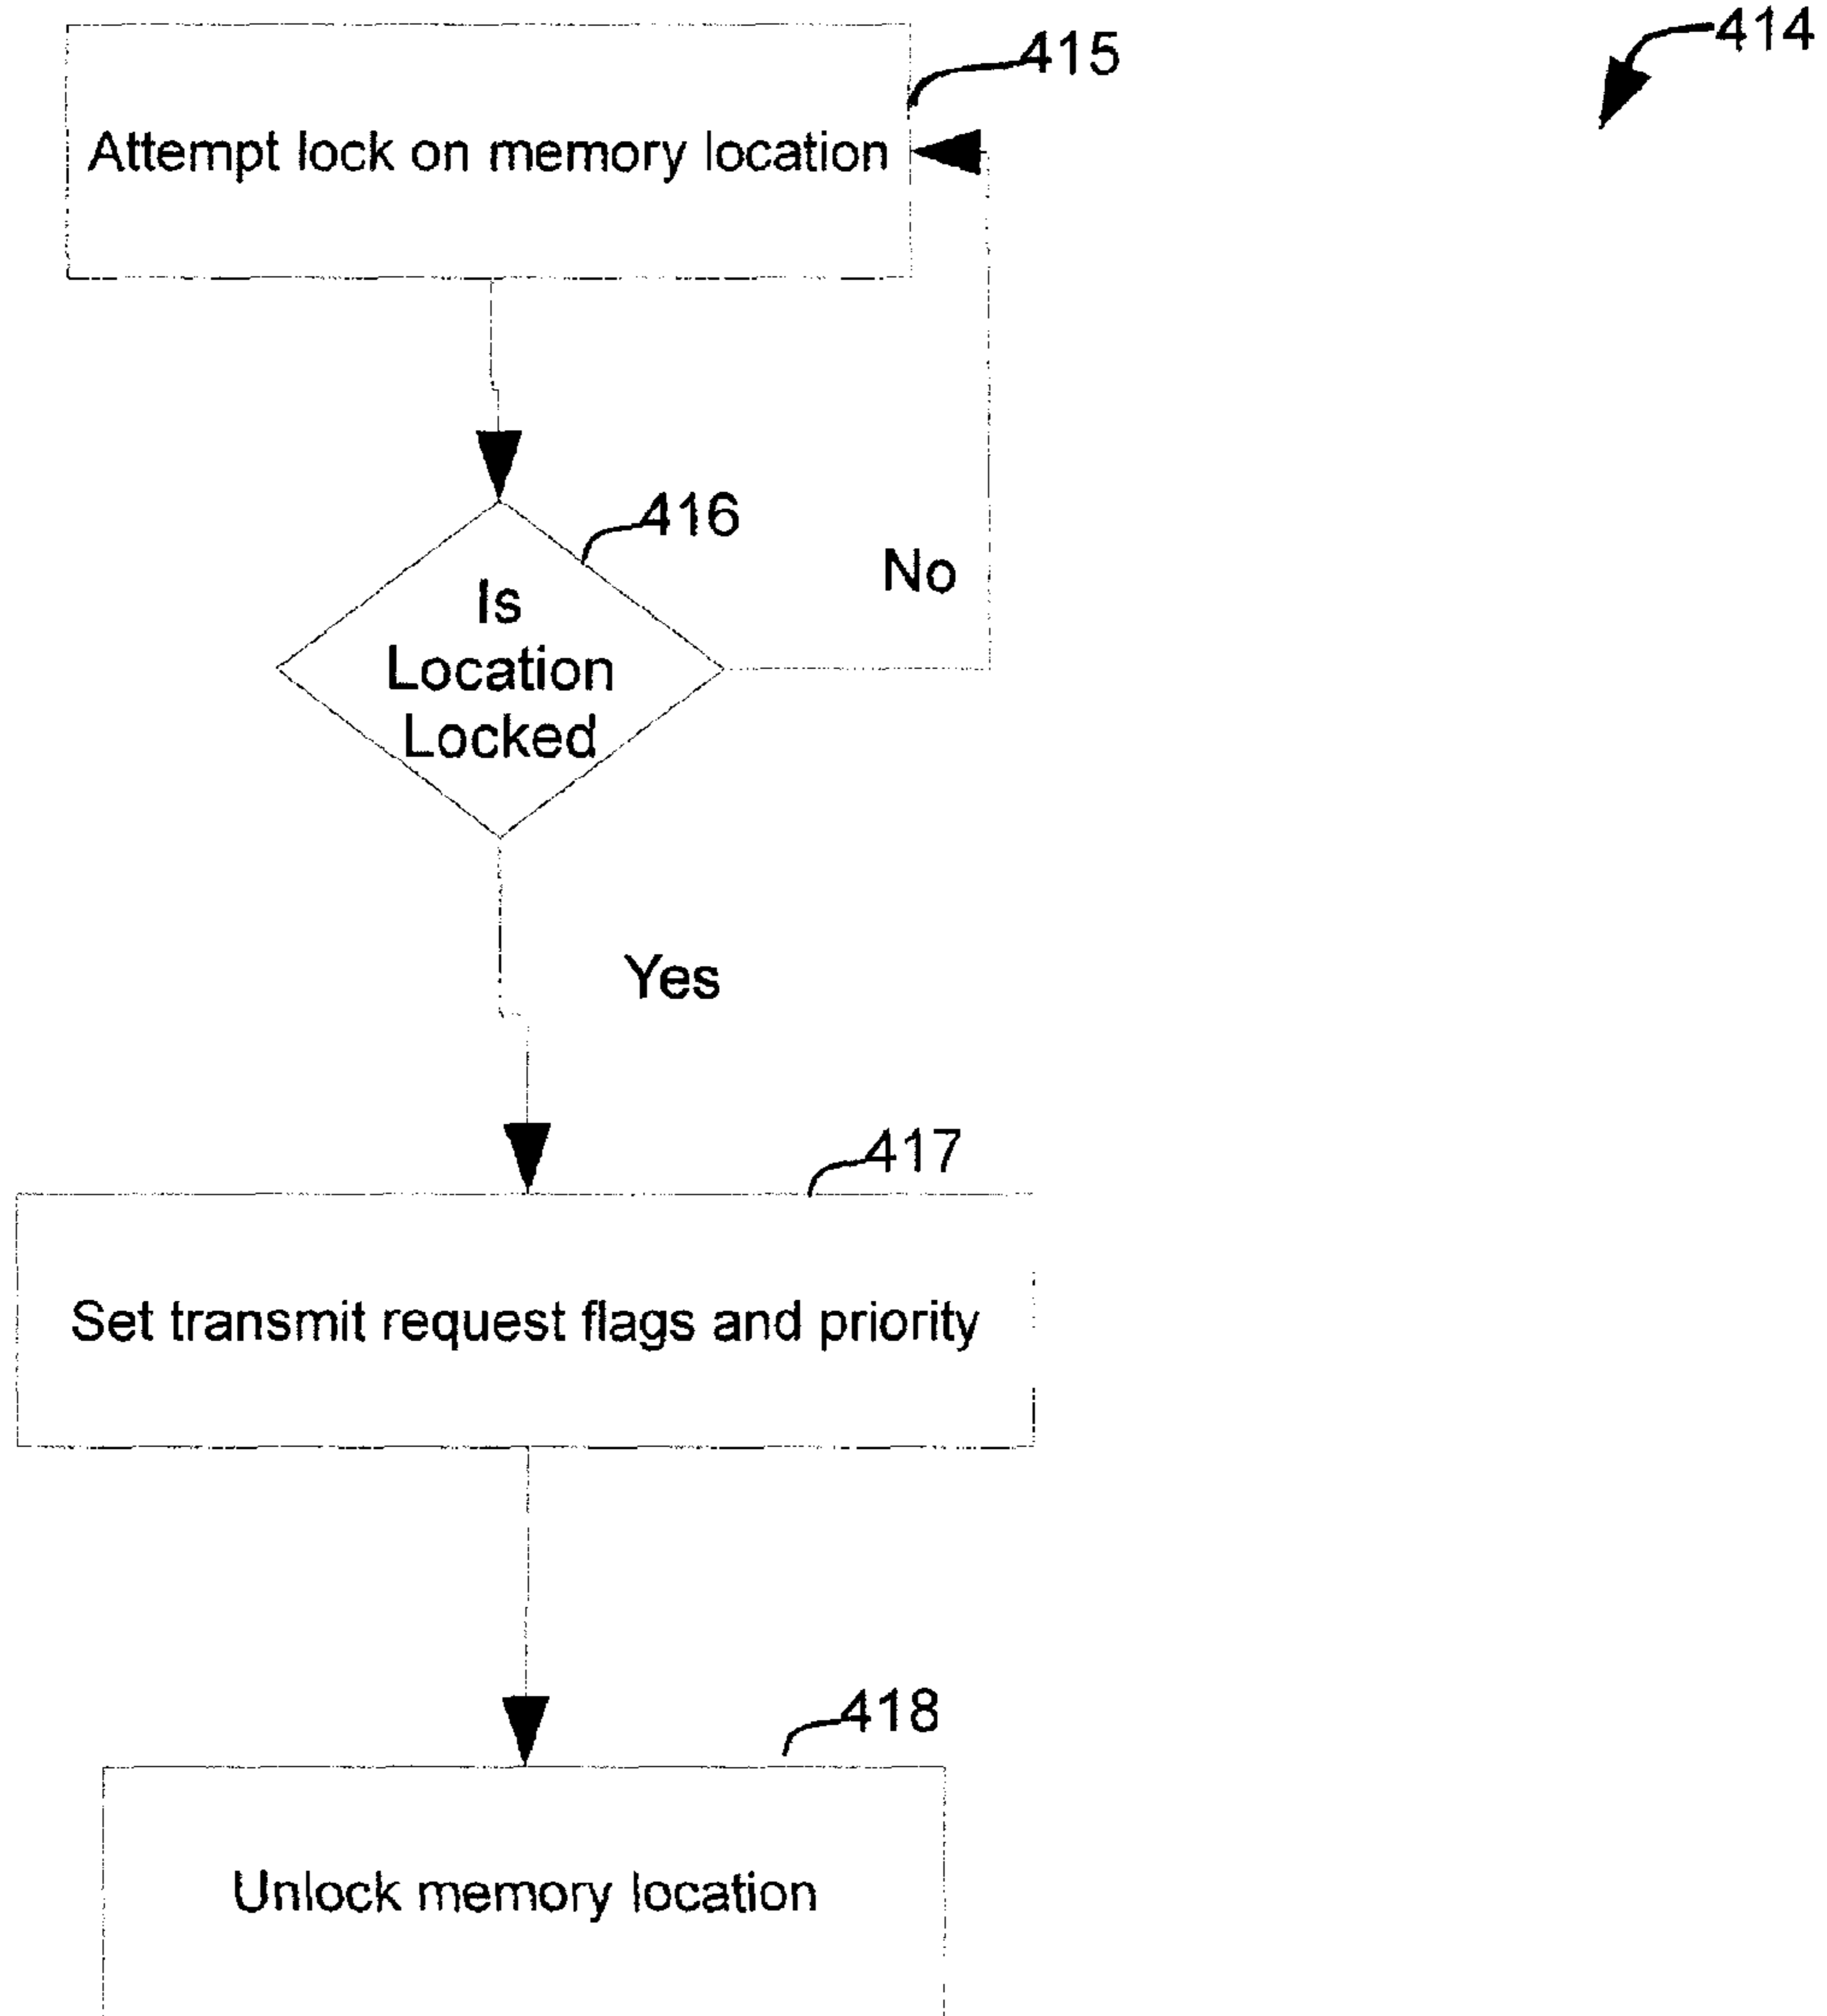 414
415
Attempt lock on memory location
416
Is
Location
Locked
No
Yes
417
Set transmit request flags and priority
418
Unlock memory location